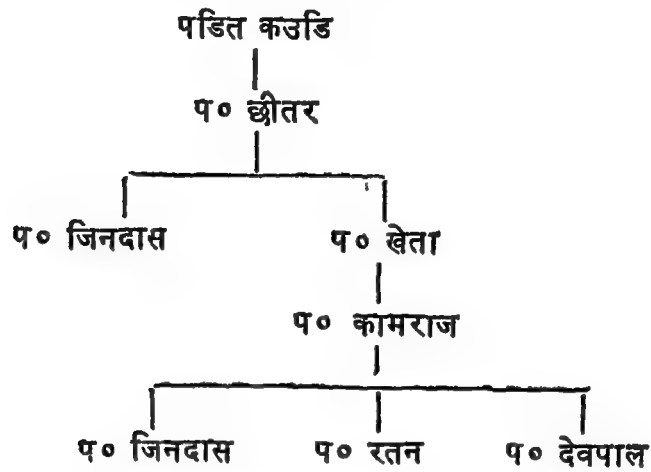 पडित कउडि
प० छीतर
प० जिनदास प० खेता
प० कामराज
प० जिनदास प० रतन प० देवपाल